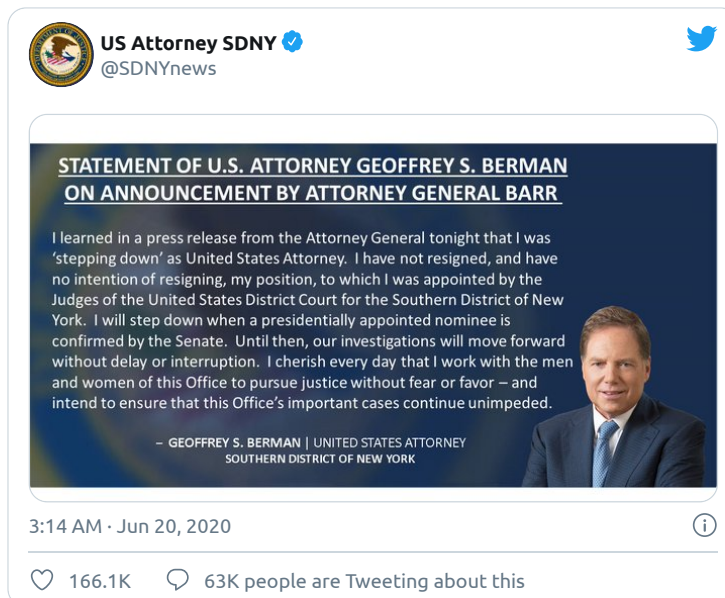 US Attorney SDNY
@SDNYnews
STATEMENT OF U.S. ATTORNEY GEOFFREY S. BERMAN
ON ANNOUNCEMENT BY ATTORNEY GENERAL BARR
I learned in a press release from the Attorney General tonight that I was
‘stepping down’ as United States Attorney.  I have not resigned, and have
no intention of resigning, my position, to which I was appointed by the
Judges of the United States District Court for the Southern District of New
York.  I will step down when a presidentially appointed nominee is
confirmed by the Senate.  Until then, our investigations will move forward
without delay or interruption.  I cherish every day that I work with the men
and women of this Office to pursue justice without fear or favor – and
intend to ensure that this Office’s important cases continue unimpeded.
– GEOFFREY S. BERMAN | UNITED STATES ATTORNEY
SOUTHERN DISTRICT OF NEW YORK
3:14 AM · Jun 20, 2020
166.1K 63K people are Tweeting about this